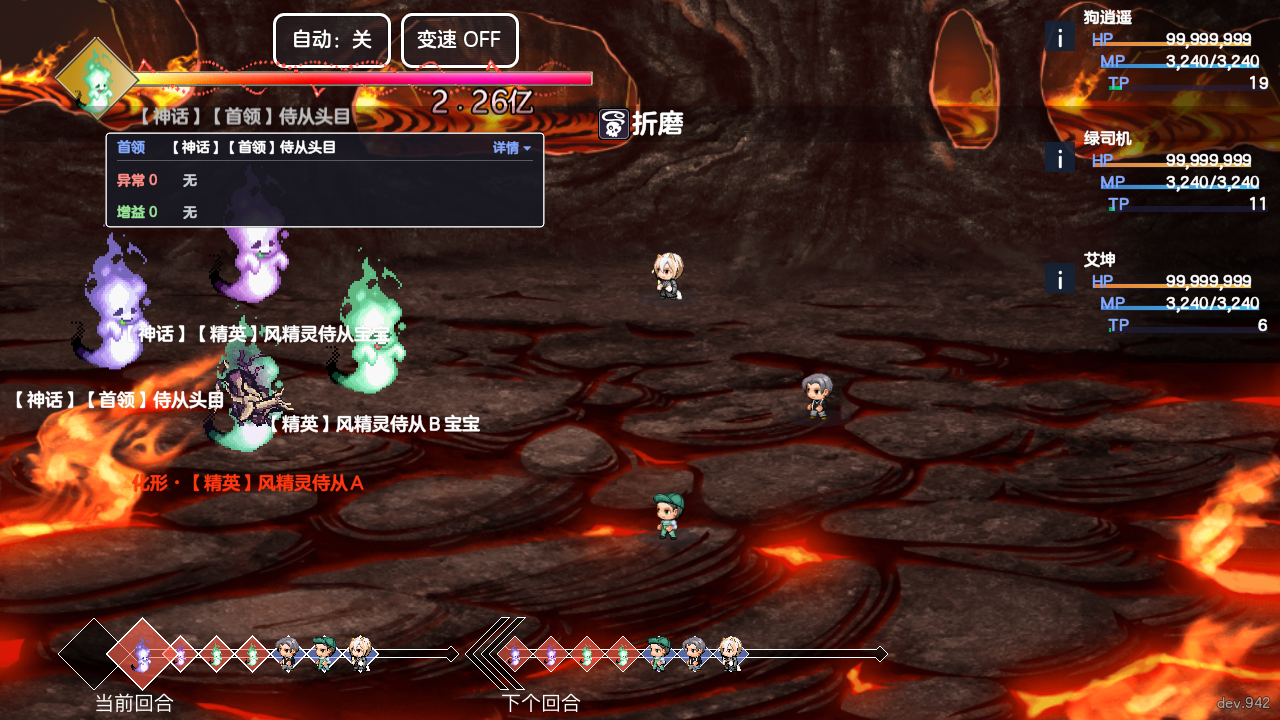 自动：关
变速 OFF
2．26亿
【神话】【首领】侍从头目
折磨
首领 【神话】【首领】侍从头目 详情
异常 0 无
增益 0 无
【神话】【精英】风精灵侍从宝宝
【神话】【首领】侍从头目
【精英】风精灵侍从Ｂ宝宝
化形·【精英】风精灵侍从Ａ
狗逍遥
HP 99,999,999
MP 3,240/3,240
TP 19
绿司机
HP 99,999,999
MP 3,240/3,240
TP 11
艾坤
HP 99,999,999
MP 3,240/3,240
TP 6
当前回合
下个回合
dev.942